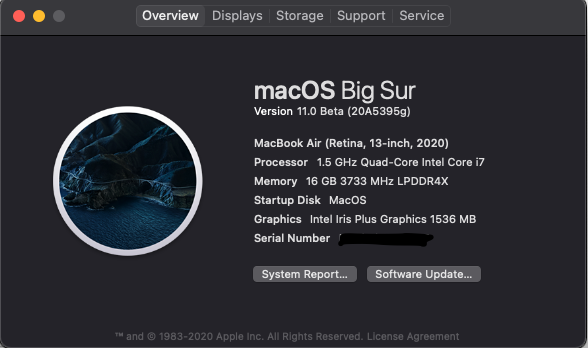 Overview Displays Storage Support Service
macOS Big Sur
Version 11.0 Beta (20A5395g)
MacBook Air (Retina, 13-inch, 2020)
Processor 1.5 GHz Quad-Core Intel Core i7
Memory 16 GB 3733 MHz LPDDR4X
Startup Disk MacOS
Graphics Intel Iris Plus Graphics 1536 MB
Serial Number
System Report... Software Update...
™ and © 1983-2020 Apple Inc. All Rights Reserved. License Agreement